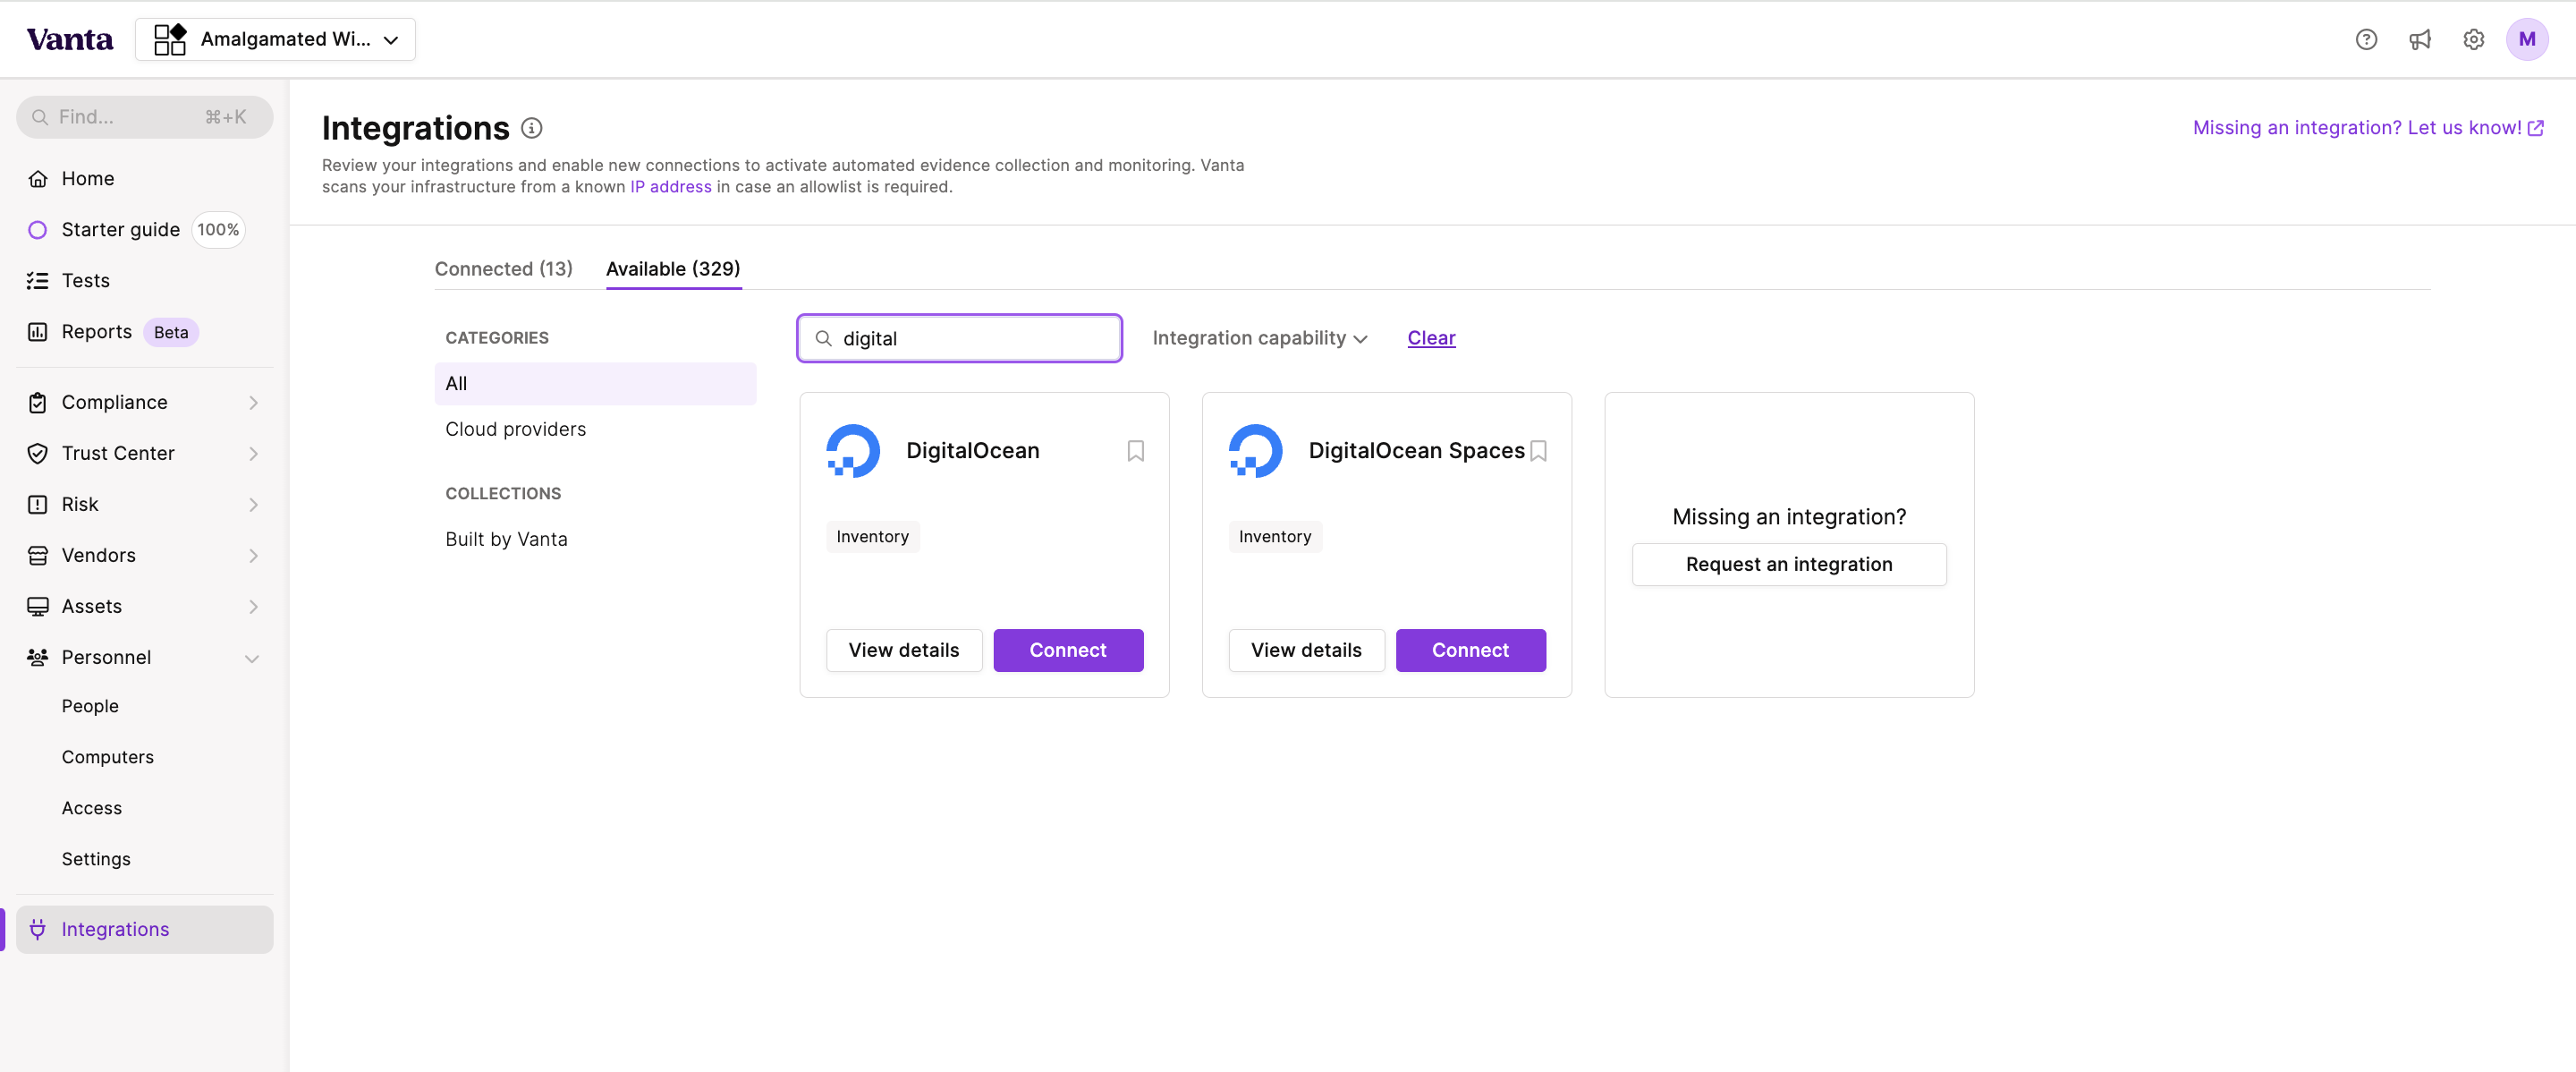 Vanta
Amalgamated Wi...
M
Find... ⌘+K
Home
Starter guide 100%
Tests
Reports Beta
Compliance
Trust Center
Risk
Vendors
Assets
Personnel
People
Computers
Access
Settings
Integrations
Integrations
Missing an integration? Let us know!
Review your integrations and enable new connections to activate automated evidence collection and monitoring. Vanta
scans your infrastructure from a known IP address in case an allowlist is required.
Connected (13) Available (329)
CATEGORIES
All
Cloud providers
COLLECTIONS
Built by Vanta
digital
Integration capability
Clear
DigitalOcean
Inventory
View details Connect
DigitalOcean Spaces
Inventory
View details Connect
Missing an integration?
Request an integration